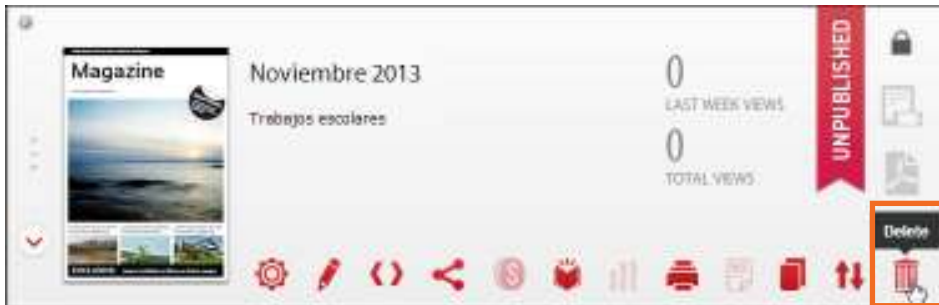 Magazine
Noviembre 2013
Trabajos escolares
0
LAST WEEK VIEWS
0
TOTAL VIEWS
UNPUBLISHED
Delete